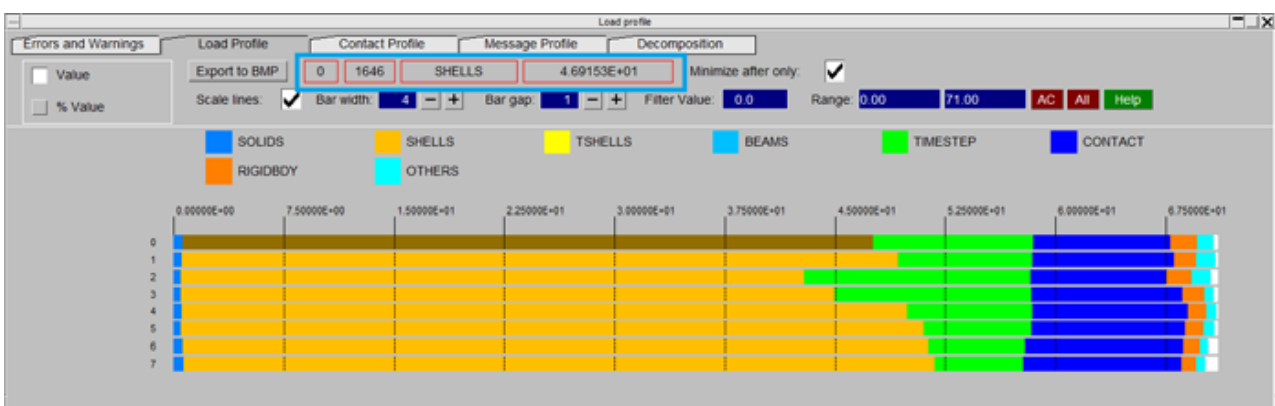 Load profile
Errors and Warnings Load Profile Contact Profile Message Profile Decomposition
Value Export to BMP 0 1646 SHELLS 4.69153E+01 Minimize after only:
% Value Scale lines: Bar width: 4 − + Bar gap: 1 − + Filter Value: 0.0 Range: 0.00 71.00 AC All Help
SOLIDS SHELLS TSHELLS BEAMS TIMESTEP CONTACT
RIGIDBDY OTHERS
0.00000E+00 7.50000E+00 1.50000E+01 2.25000E+01 3.00000E+01 3.75000E+01 4.50000E+01 5.25000E+01 6.00000E+01 6.75000E+01
0
1
2
3
4
5
6
7